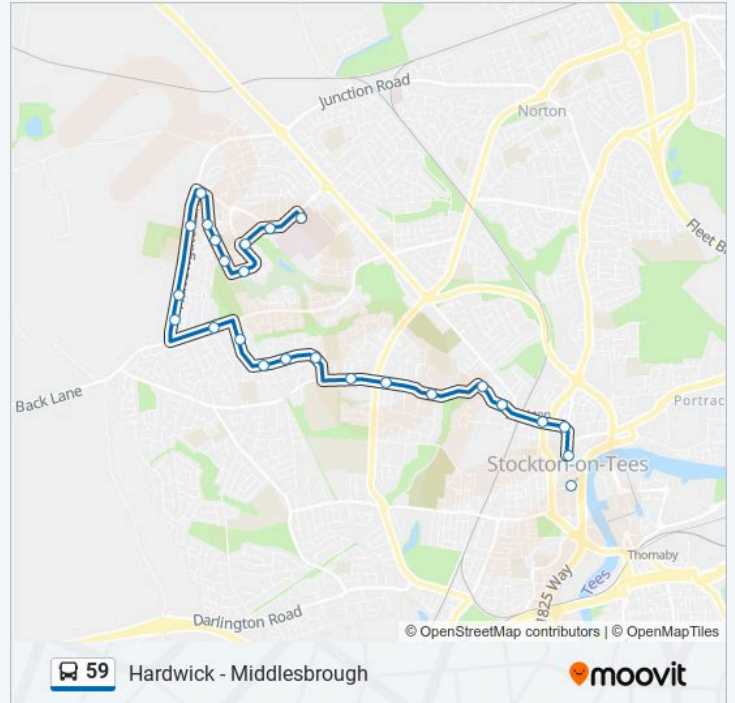 Junction Road
Norton
Fleet B
Back Lane
Portrac
Stockton-on-Tees
Thornaby
Tees
1825 Way
Darlington Road
© OpenStreetMap contributors | © OpenMapTiles
59 Hardwick - Middlesbrough
moovit